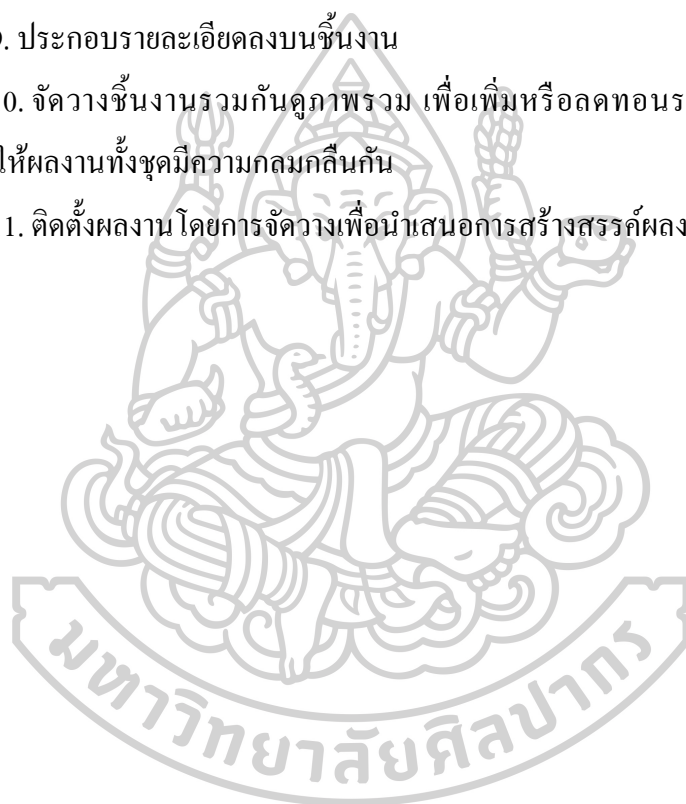 . ประกอบรายละเอียดลงบนชิ้นงาน
0. จัดวางชิ้นงานรวมกันดูภาพรวม เพื่อเพิ่มหรือลดทอนร
ให้ผลงานทั้งชุดมีความกลมกลืนกัน
1. ติดตั้งผลงานโดยการจัดวางเพื่อนำเสนอการสร้างสรรค์ผลง
มหาวิทยาลัยศิลปากร